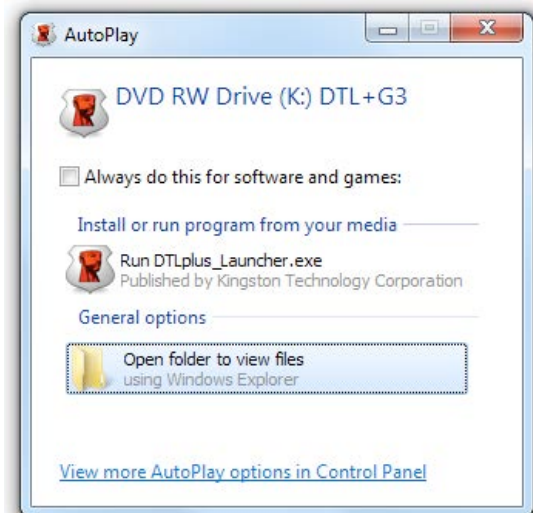 AutoPlay
DVD RW Drive (K:) DTL+G3
Always do this for software and games:
Install or run program from your media
Run DTLplus_Launcher.exe
Published by Kingston Technology Corporation
General options
Open folder to view files
using Windows Explorer
View more AutoPlay options in Control Panel